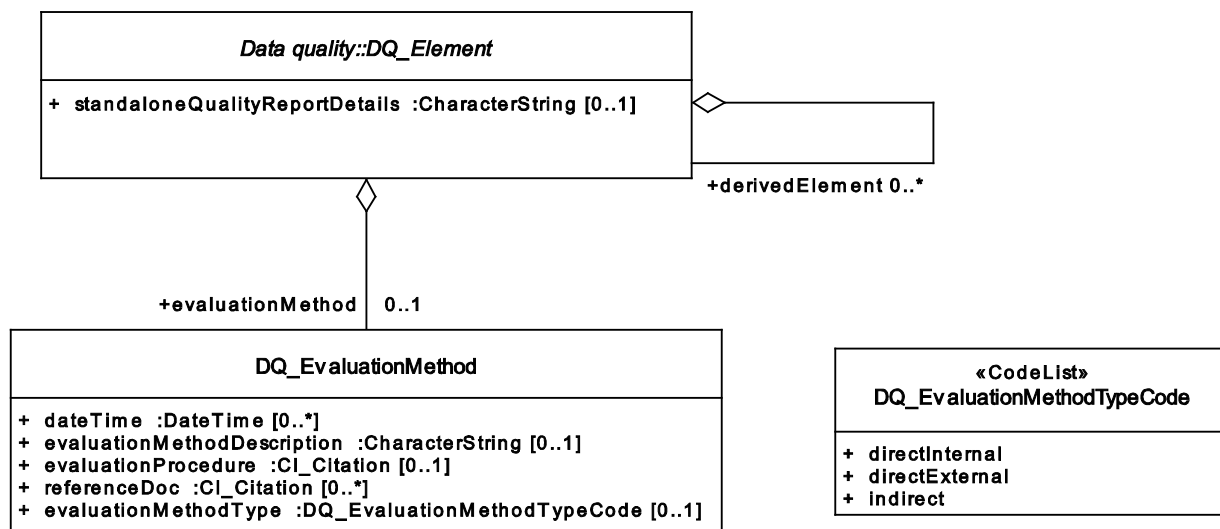 Data quality::DQ_Element
+ standaloneQualityReportDetails :CharacterString [0..1]
+derivedElement 0..*
+evaluationMethod 0..1
DQ_EvaluationMethod
+ dateTime :DateTime [0..*]
+ evaluationMethodDescription :CharacterString [0..1]
+ evaluationProcedure :CI_Citation [0..1]
+ referenceDoc :CI_Citation [0..*]
+ evaluationMethodType :DQ_EvaluationMethodTypeCode [0..1]
«CodeList»
DQ_EvaluationMethodTypeCode
+ directInternal
+ directExternal
+ indirect